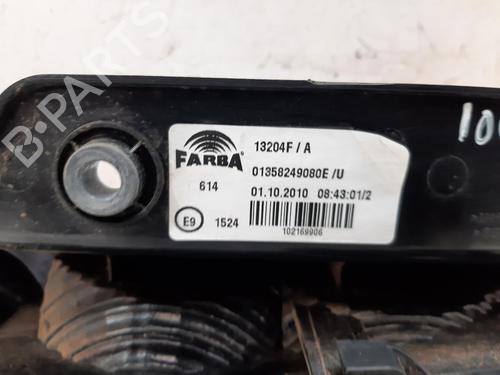 B-PARTS
FARBA®
13204F / A
01358249080E /U
614
01.10.2010 08:43:01/2
E9
1524
102169906